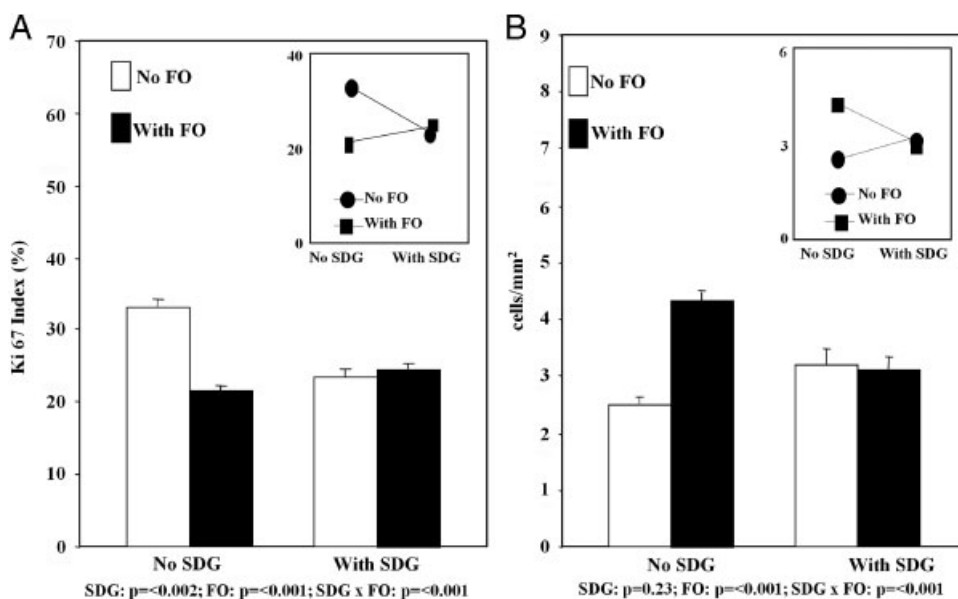 A
70
60
50
40
30
20
10
0
Ki 67 Index (%)
No FO
With FO
40
20
0
No FO
With FO
No SDG With SDG
No SDG With SDG
SDG: p=<0.002; FO: p=<0.001; SDG x FO: p=<0.001
B
9
8
7
6
5
4
3
2
1
0
cells/mm²
No FO
With FO
6
3
0
No FO
With FO
No SDG With SDG
No SDG With SDG
SDG: p=0.23; FO: p=<0.001; SDG x FO: p=<0.001